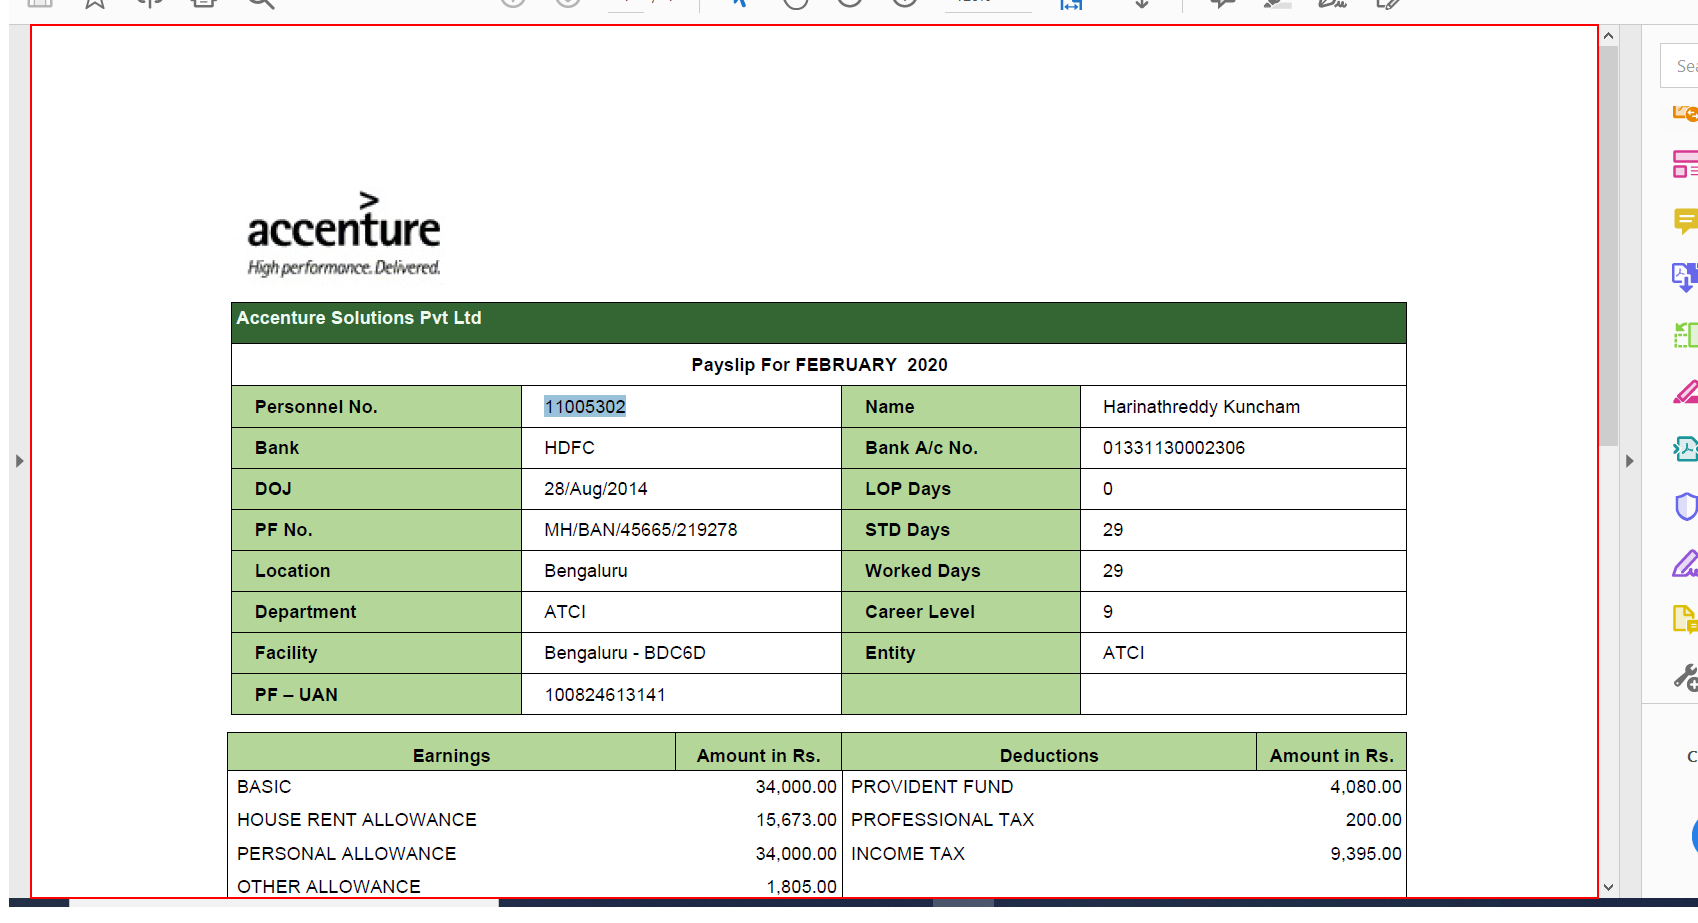 Sea
>
accenture
High performance. Delivered.
Accenture Solutions Pvt Ltd
Payslip For FEBRUARY 2020
Personnel No. 11005302 Name Harinathreddy Kuncham
Bank HDFC Bank A/c No. 01331130002306
DOJ 28/Aug/2014 LOP Days 0
PF No. MH/BAN/45665/219278 STD Days 29
Location Bengaluru Worked Days 29
Department ATCI Career Level 9
Facility Bengaluru - BDC6D Entity ATCI
PF – UAN 100824613141
Earnings Amount in Rs. Deductions Amount in Rs.
BASIC 34,000.00 PROVIDENT FUND 4,080.00
HOUSE RENT ALLOWANCE 15,673.00 PROFESSIONAL TAX 200.00
PERSONAL ALLOWANCE 34,000.00 INCOME TAX 9,395.00
OTHER ALLOWANCE 1,805.00